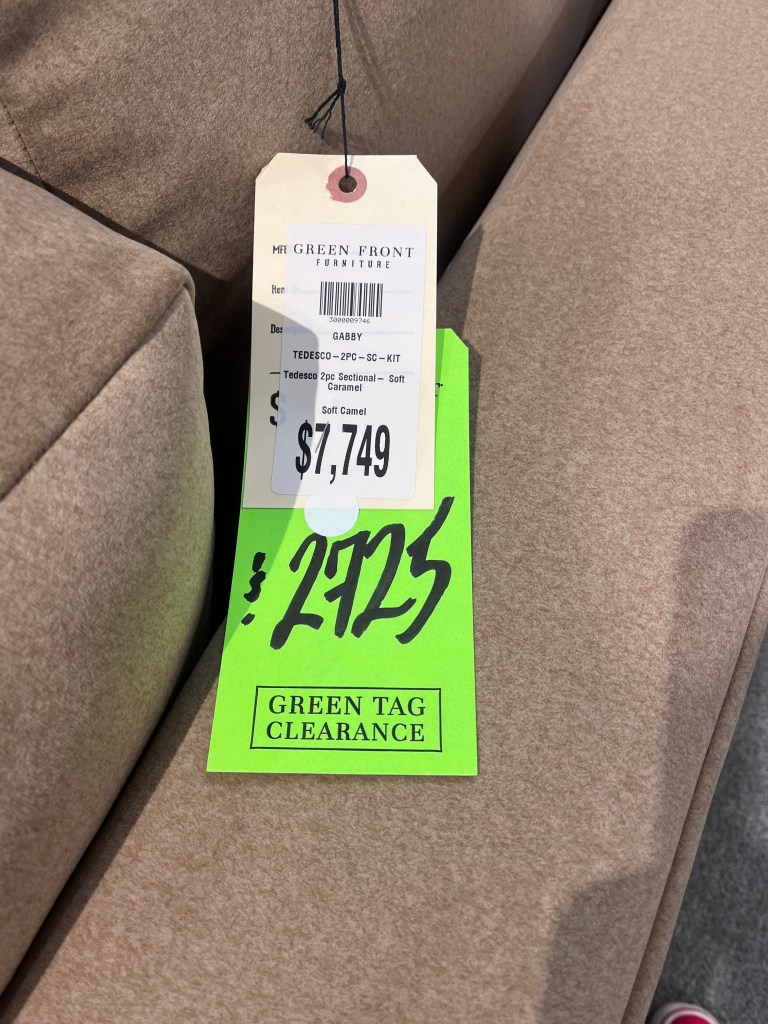 MFG
GREEN FRONT
FURNITURE
3000009746
GABBY
TEDESCO-2PC-SC-KIT
Tedesco 2pc Sectional- Soft
Caramel
Soft Camel
$
$7,749
$ 2725
GREEN TAG
CLEARANCE